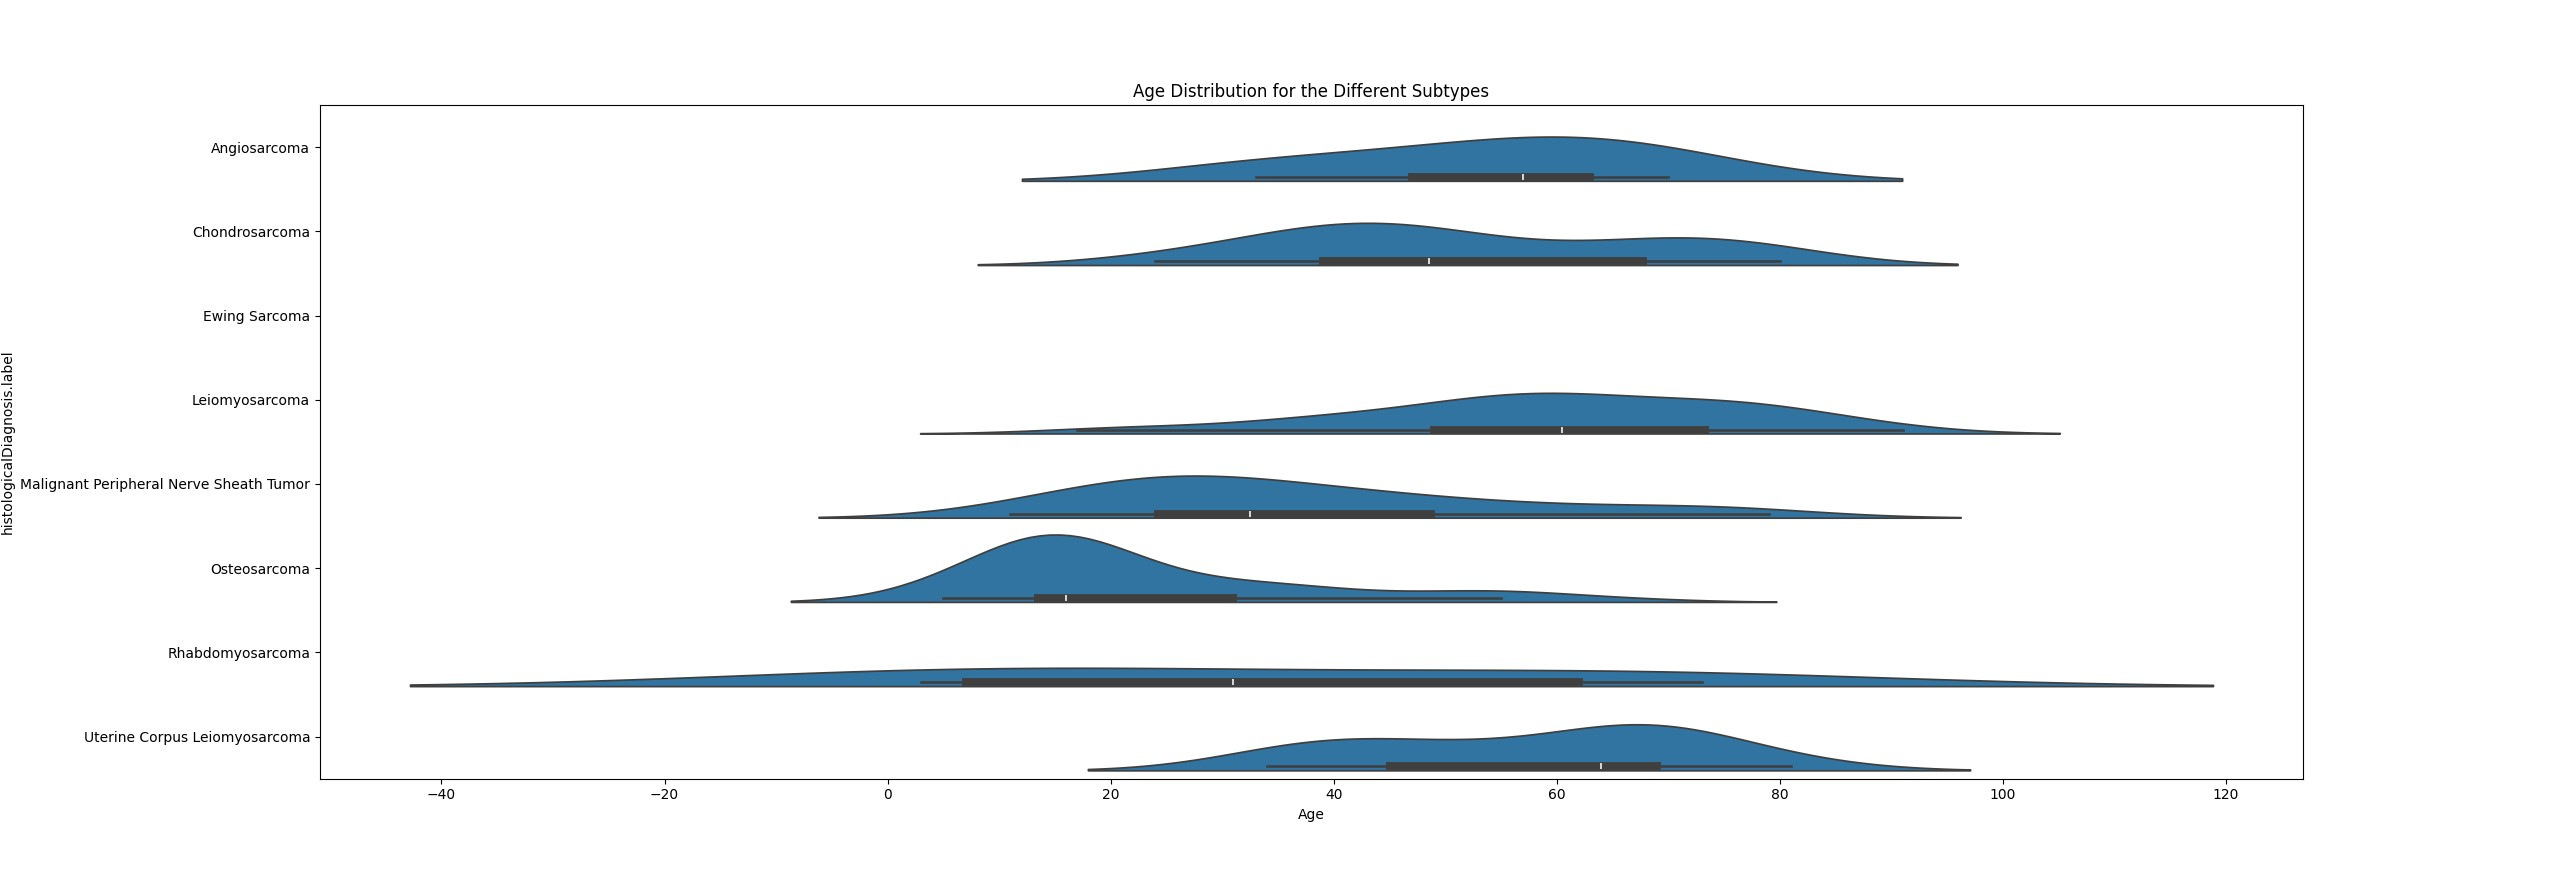 Age Distribution for the Different Subtypes
histologicalDiagnosis.label
Angiosarcoma
Chondrosarcoma
Ewing Sarcoma
Leiomyosarcoma
Malignant Peripheral Nerve Sheath Tumor
Osteosarcoma
Rhabdomyosarcoma
Uterine Corpus Leiomyosarcoma
−40 −20 0 20 40 60 80 100 120
Age